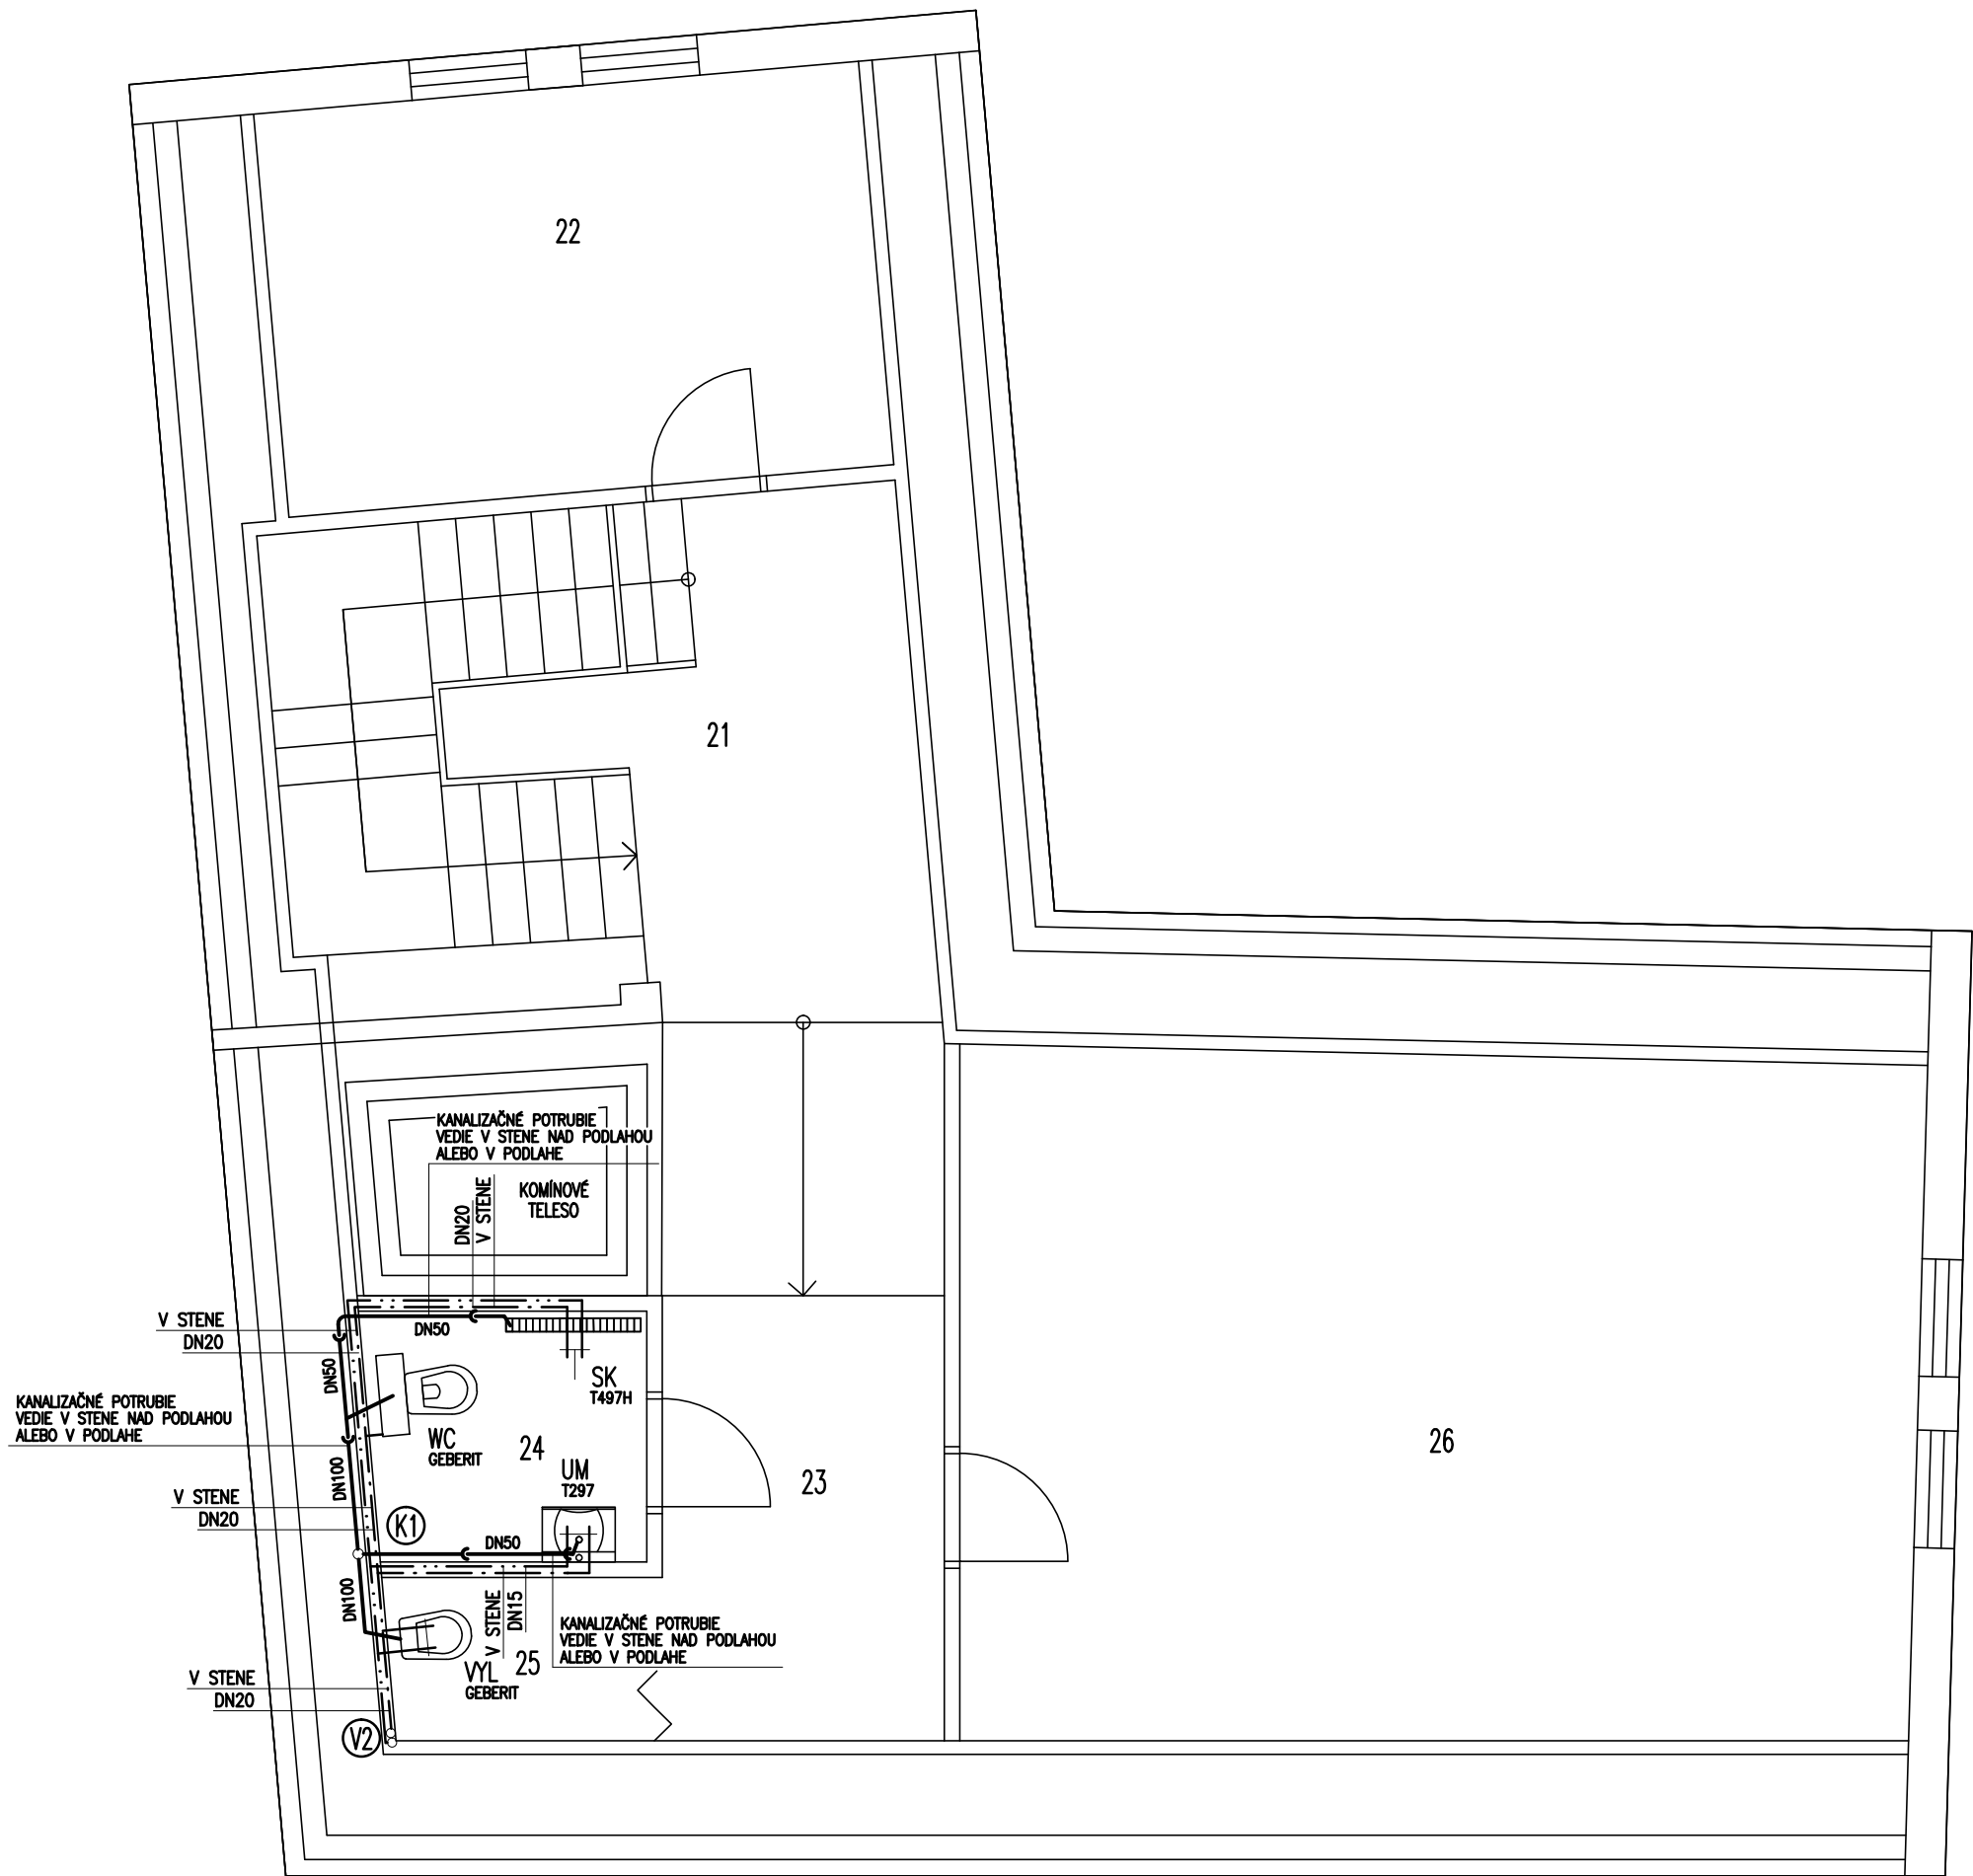 22
21
KANALIZAČNÉ POTRUBIE
VEDIE V STENE NAD PODLAHOU
ALEBO V PODLAHE
KOMÍNOVÉ
TELESO
DN20
V STENE
V STENE
DN20
DN50
DN50
SK
T497H
KANALIZAČNÉ POTRUBIE
VEDIE V STENE NAD PODLAHOU
ALEBO V PODLAHE
WC
GEBERIT
24
26
UM
T297
23
DN100
V STENE
DN20
K1
DN50
DN100
V STENE
DN15
KANALIZAČNÉ POTRUBIE
VEDIE V STENE NAD PODLAHOU
ALEBO V PODLAHE
25
VYL
GEBERIT
V STENE
DN20
V2